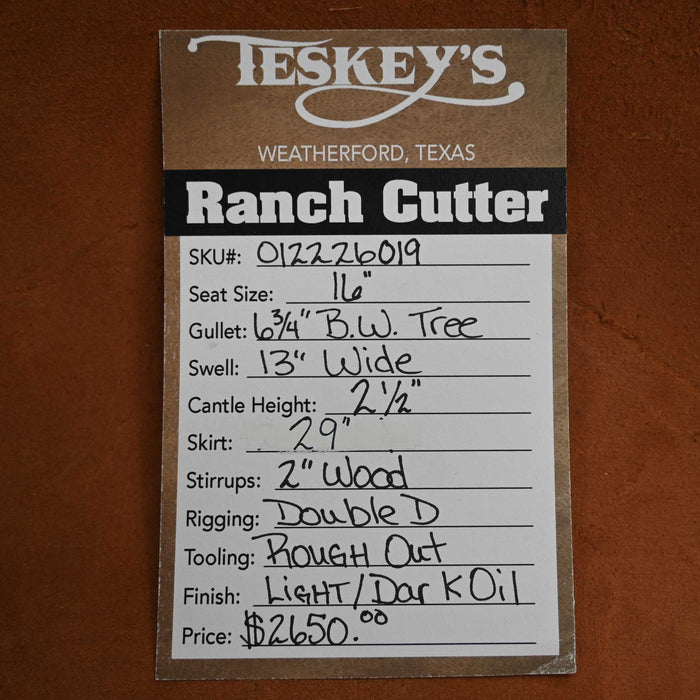 TESKEY'S
WEATHERFORD, TEXAS
Ranch Cutter
SKU#: 012226019
Seat Size: 16"
Gullet: 6 3/4" B.W. Tree
Swell: 13" Wide
Cantle Height: 2 1/2"
Skirt: 29"
Stirrups: 2" Wood
Rigging: Double D
Tooling: ROUGH Out
Finish: LIGHT/Dark Oil
Price: $2650.00